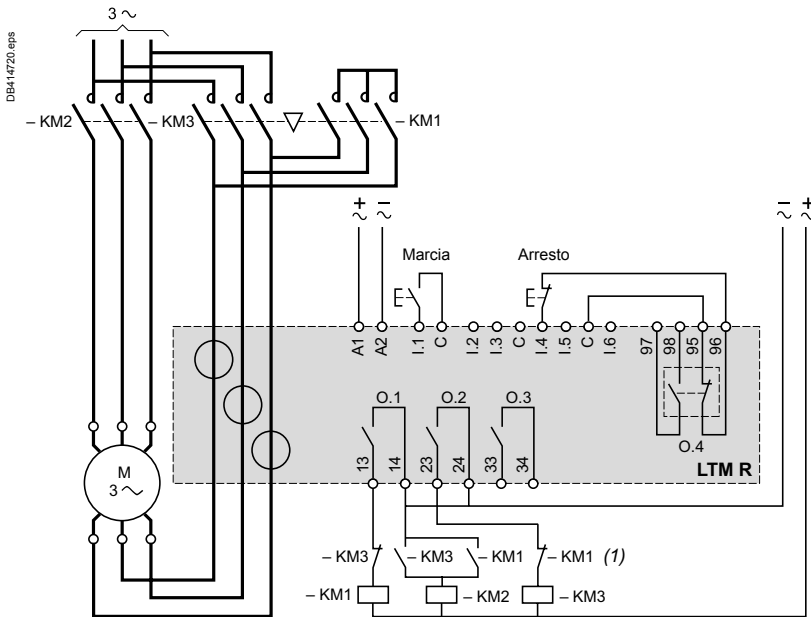 DB414720.eps
3 ~
– KM2
– KM3
– KM1
+ ~
– ~
– ~
+ ~
Marcia
Arresto
A1 A2 I.1 C I.2 I.3 C I.4 I.5 C I.6 97 98 95 96
O.1 O.2 O.3
O.4
13 14 23 24 33 34
LTM R
M
3 ~
– KM3 – KM3 – KM1 – KM1 (1)
– KM1 – KM2 – KM3